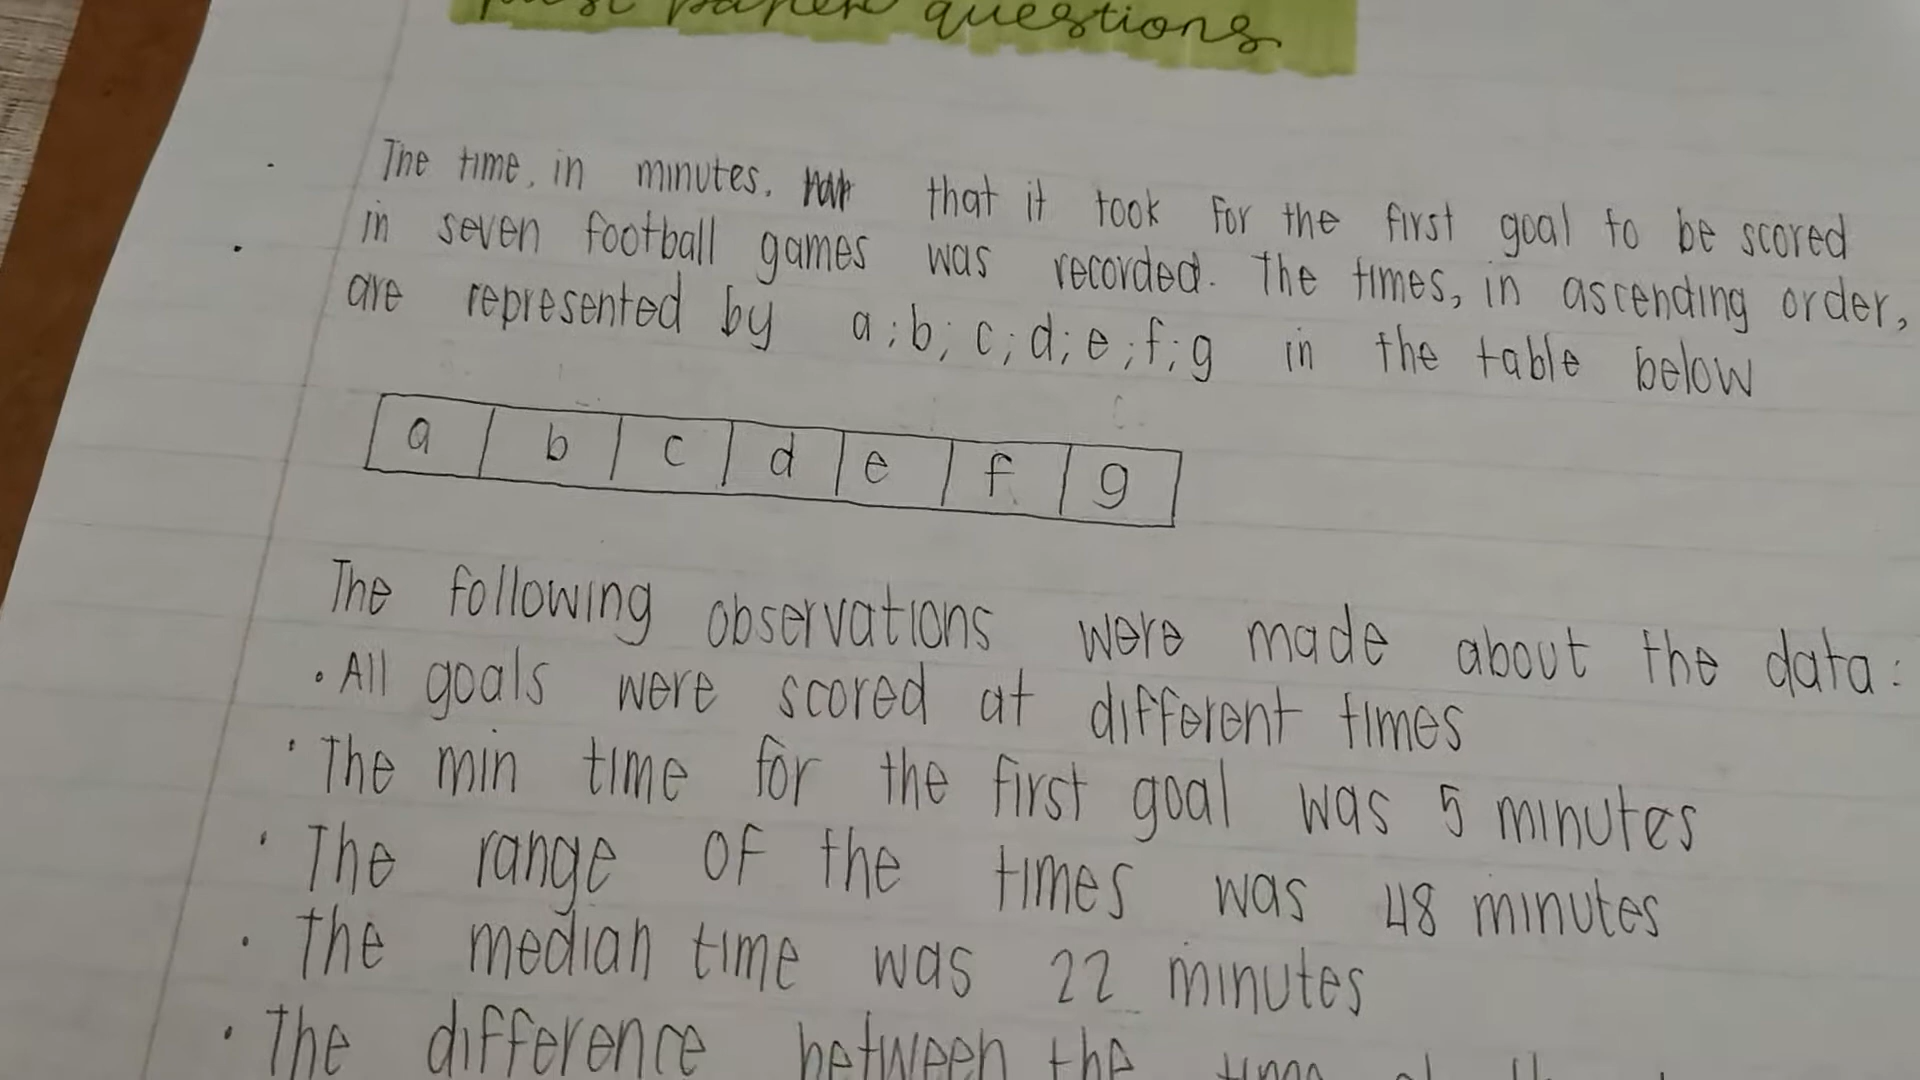 past paper questions
The time, in minutes, that it took for the first goal to be scored
in seven football games was recorded. The times, in ascending order,
are represented by a; b; c; d; e; f; g in the table below
a b c d e f g
The following observations were made about the data:
• All goals were scored at different times
• The min time for the first goal was 5 minutes
• The range of the times was 48 minutes
• The median time was 22 minutes
• The difference between the